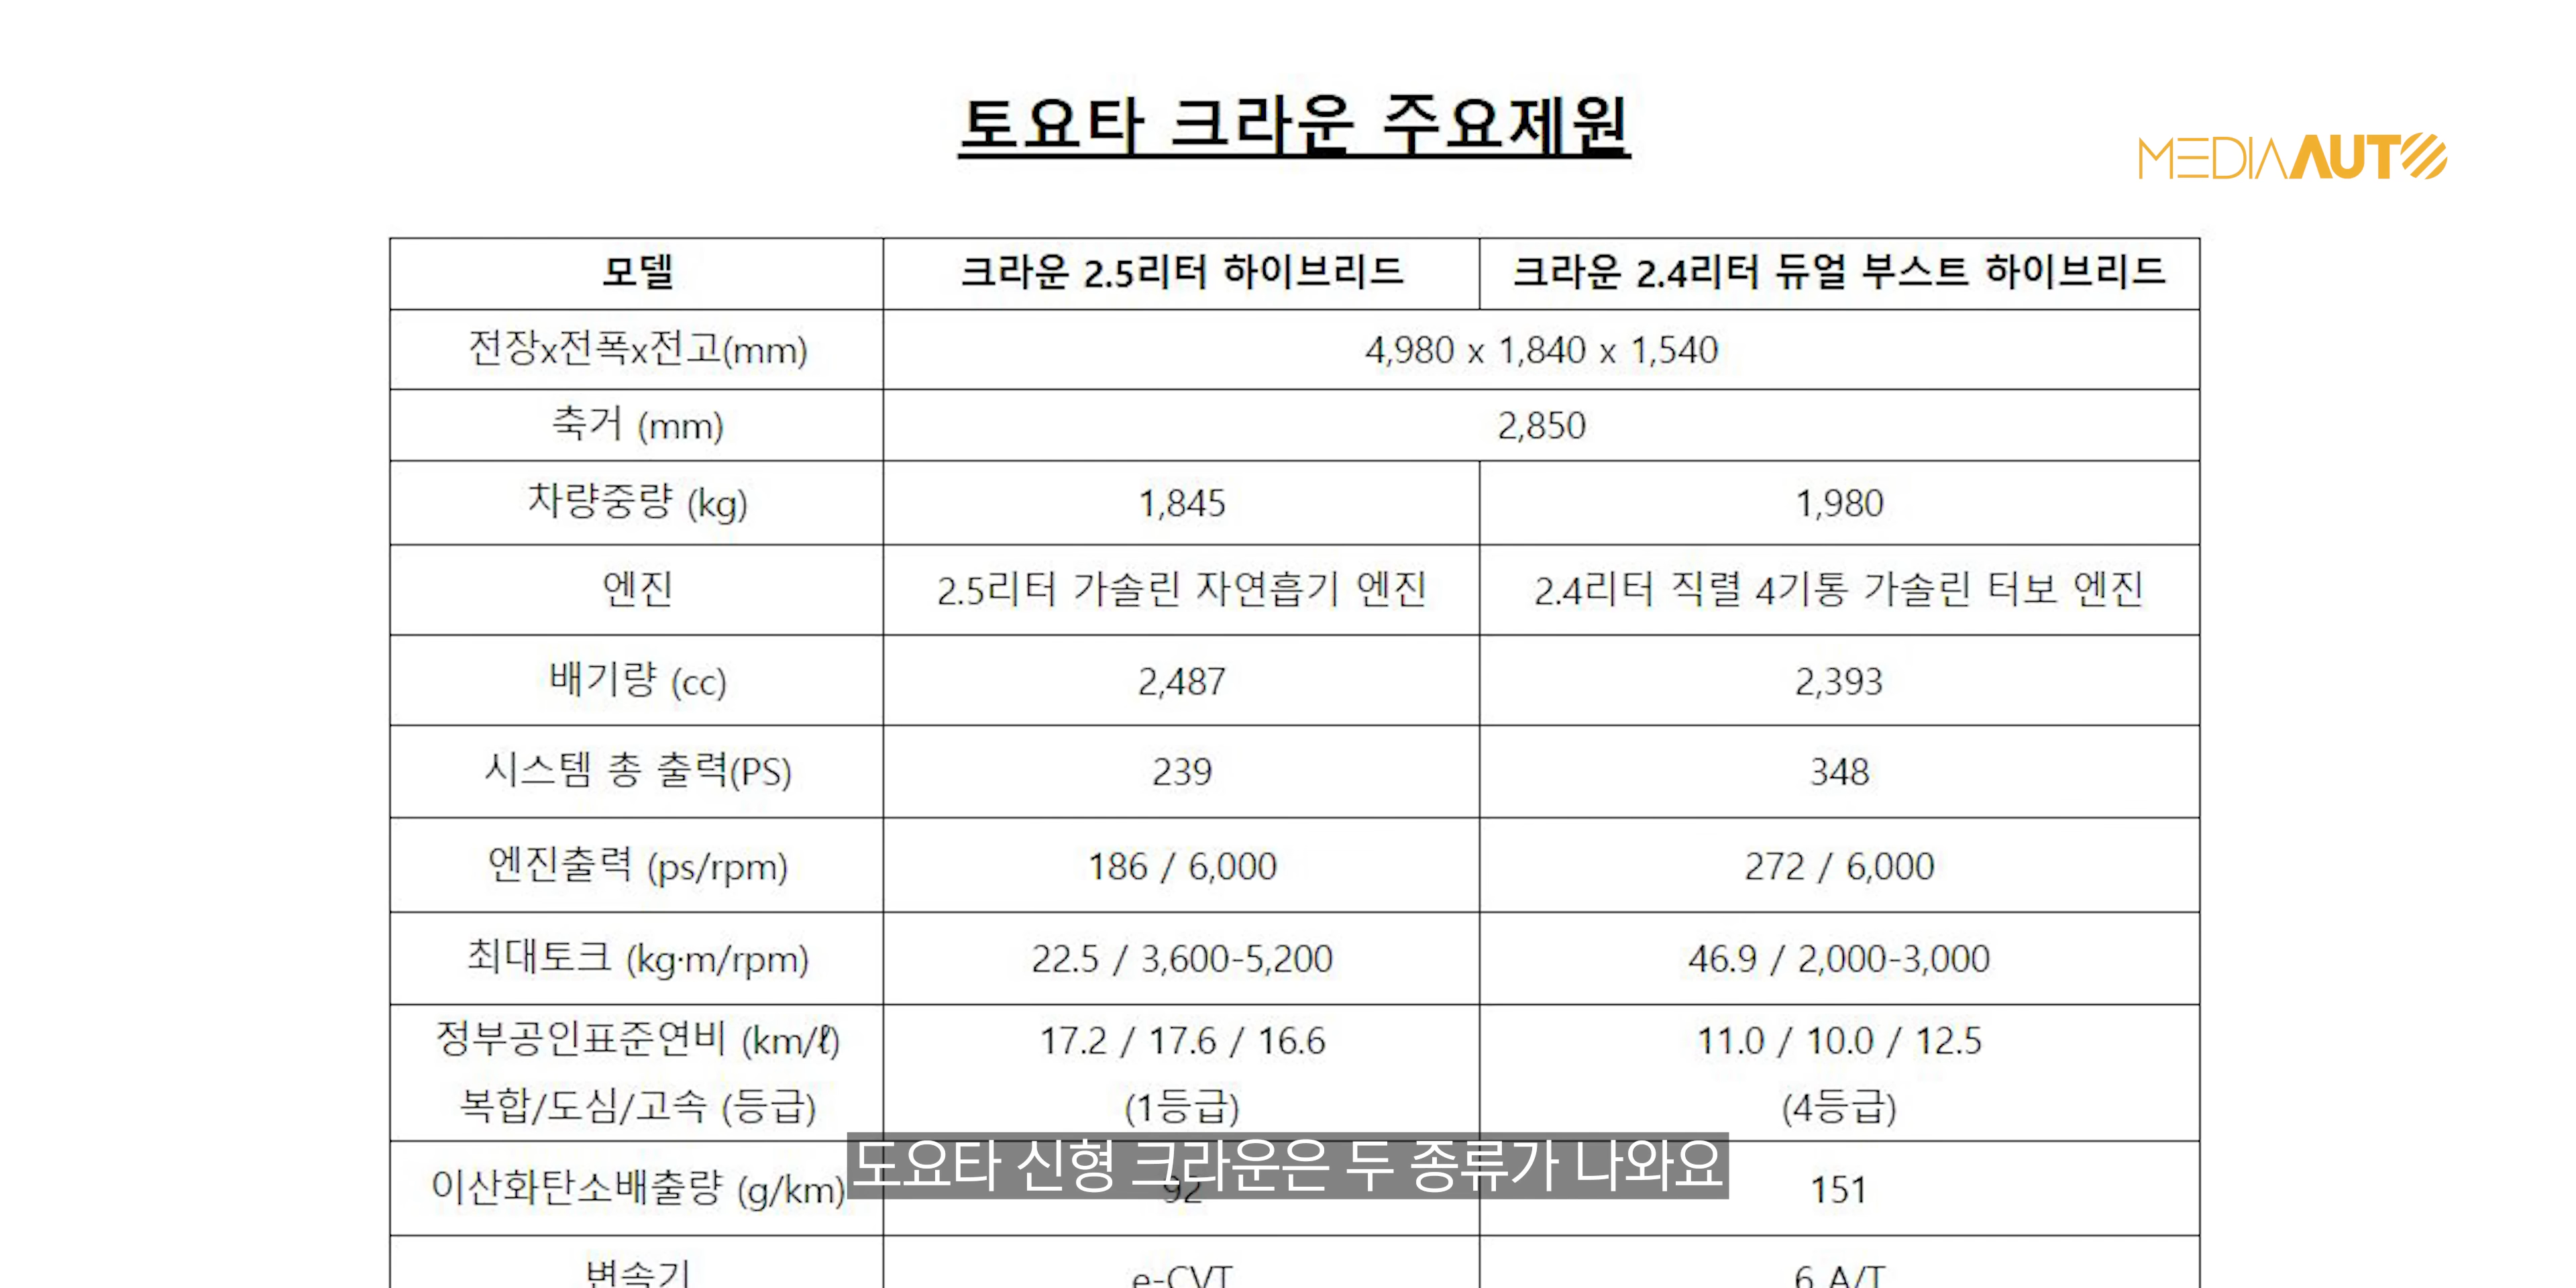 토요타 크라운 주요제원
MEDIAAUTO
모델 크라운 2.5리터 하이브리드 크라운 2.4리터 듀얼 부스트 하이브리드
전장x전폭x전고(mm) 4,980 x 1,840 x 1,540
축거 (mm) 2,850
차량중량 (kg) 1,845 1,980
엔진 2.5리터 가솔린 자연흡기 엔진 2.4리터 직렬 4기통 가솔린 터보 엔진
배기량 (cc) 2,487 2,393
시스템 총 출력(PS) 239 348
엔진출력 (ps/rpm) 186 / 6,000 272 / 6,000
최대토크 (kg·m/rpm) 22.5 / 3,600-5,200 46.9 / 2,000-3,000
정부공인표준연비 (km/ℓ) 17.2 / 17.6 / 16.6 11.0 / 10.0 / 12.5
복합/도심/고속 (등급) (1등급) (4등급)
이산화탄소배출량 (g/km) 92 151
도요타 신형 크라운은 두 종류가 나와요
변속기 e-CVT 6 A/T